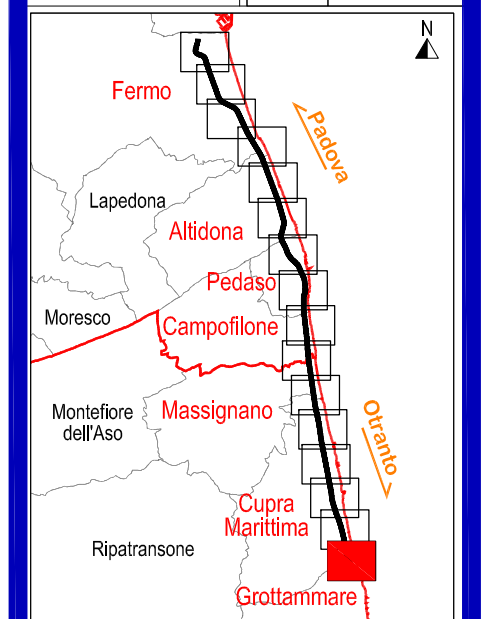 N
Fermo
Padova
Lapedona
Altidona
Pedaso
Moresco
Campofilone
Massignano
Montefiore
dell'Aso
Otranto
Cupra
Marittima
Ripatransone
Grottammare